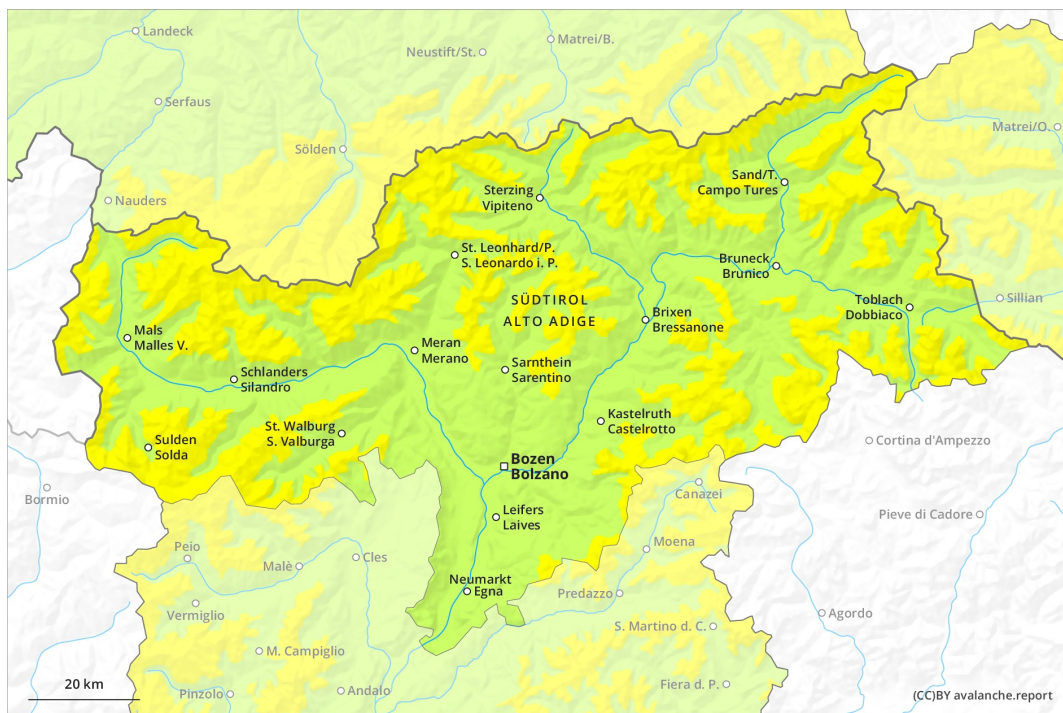 Landeck
Matrei/B.
Neustift/St.
Serfaus
Matrei/O.
Sölden
Sand/T.
Campo Tures
Sterzing
Vipiteno
Nauders
St. Leonhard/P.
S. Leonardo i. P.
Bruneck
Brunico
SÜDTIROL
ALTO ADIGE
Toblach
Dobbiaco
Sillian
Brixen
Bressanone
Mals
Malles V.
Meran
Merano
Sarnthein
Sarentino
Schlanders
Silandro
Kastelruth
Castelrotto
St. Walburg
S. Valburga
Sulden
Solda
Cortina d'Ampezzo
Bozen
Bolzano
Bormio
Canazei
Leifers
Laives
Pieve di Cadore
Moena
Peio
Cles
Malè
Neumarkt
Egna
Predazzo
Vermiglio
Agordo
S. Martino d. C.
M. Campiglio
20 km
Pinzolo
Andalo
Fiera d. P.
(CC)BY avalanche.report